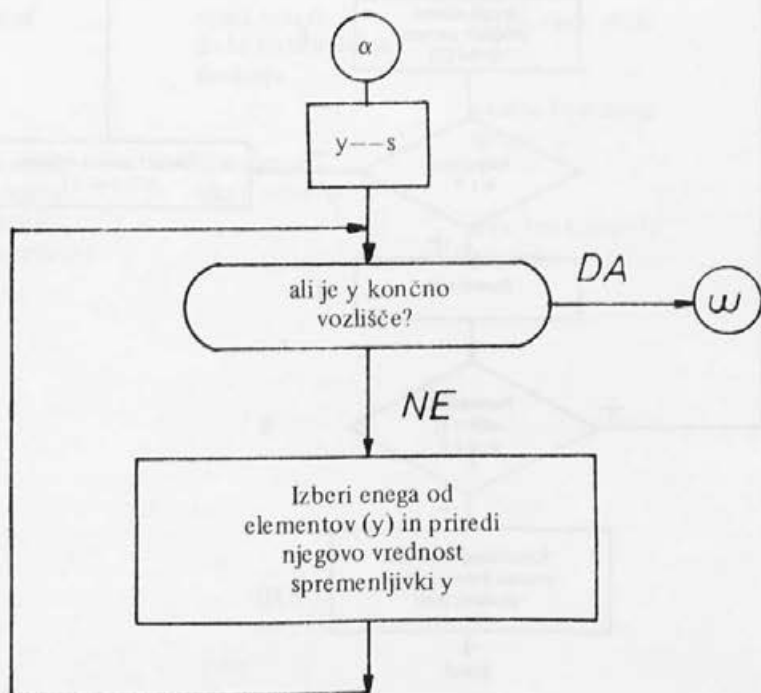 α
y--s
ali je y končno
vozlišče?
DA
ω
NE
Izberi enega od
elementov (y) in priredi
njegovo vrednost
spremenljivki y